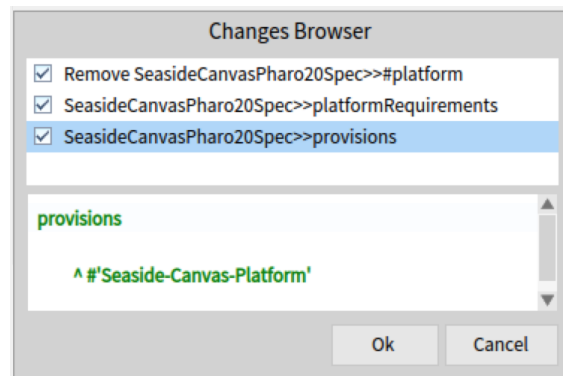 Changes Browser
Remove SeasideCanvasPharo20Spec>>#platform
SeasideCanvasPharo20Spec>>platformRequirements
SeasideCanvasPharo20Spec>>provisions
provisions
^ #'Seaside-Canvas-Platform'
Ok Cancel